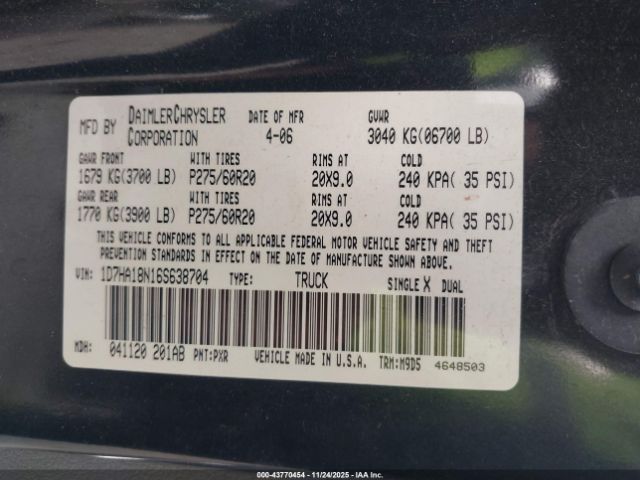 MFD BY DAIMLERCHRYSLER CORPORATION DATE OF MFR 4-06 GVWR 3040 KG(06700 LB)
GAWR FRONT WITH TIRES RIMS AT COLD
1679 KG(3700 LB) P275/60R20 20X9.0 240 KPA( 35 PSI)
GAWR REAR WITH TIRES RIMS AT COLD
1770 KG(3900 LB) P275/60R20 20X9.0 240 KPA( 35 PSI)
THIS VEHICLE CONFORMS TO ALL APPLICABLE FEDERAL MOTOR VEHICLE SAFETY AND THEFT
PREVENTION STANDARDS IN EFFECT ON THE DATE OF MANUFACTURE SHOWN ABOVE.
VIN: 1D7HA18N16S638704 TYPE: TRUCK SINGLE X DUAL
MDH: 041120 201AB PNT:PXR VEHICLE MADE IN U.S.A. TRM:M9D5 4648503
000-43770454 - 11/24/2025 - IAAI.com